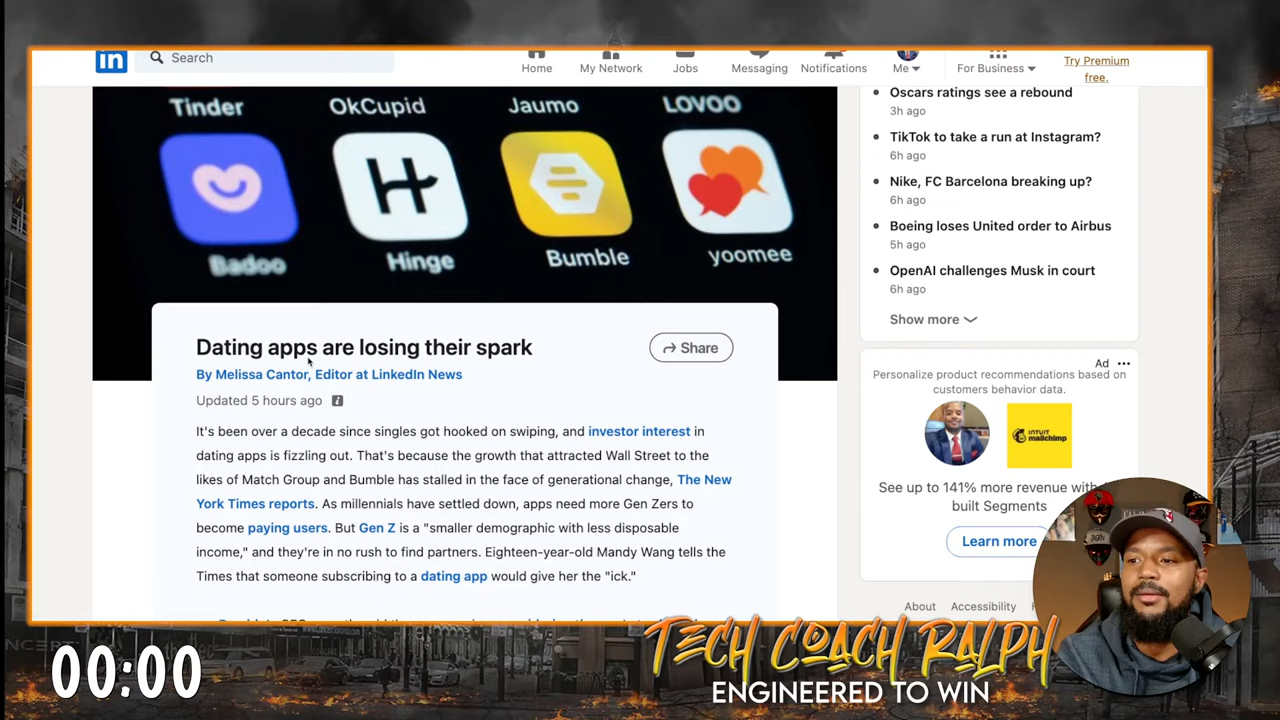 in
Search
Home
My Network
Jobs
Messaging
Notifications
Me
For Business
Try Premium
free.
Tinder
OkCupid
Jaumo
LOVOO
Badoo
Hinge
Bumble
yoomee
Dating apps are losing their spark
Share
By Melissa Cantor, Editor at LinkedIn News
Updated 5 hours ago
It's been over a decade since singles got hooked on swiping, and investor interest in
dating apps is fizzling out. That's because the growth that attracted Wall Street to the
likes of Match Group and Bumble has stalled in the face of generational change, The New
York Times reports. As millennials have settled down, apps need more Gen Zers to
become paying users. But Gen Z is a "smaller demographic with less disposable
income," and they're in no rush to find partners. Eighteen-year-old Mandy Wang tells the
Times that someone subscribing to a dating app would give her the "ick."
Oscars ratings see a rebound
3h ago
TikTok to take a run at Instagram?
6h ago
Nike, FC Barcelona breaking up?
6h ago
Boeing loses United order to Airbus
5h ago
OpenAI challenges Musk in court
6h ago
Show more
Ad
Personalize product recommendations based on
customers behavior data.
INTUIT
mailchimp
See up to 141% more revenue with
built Segments
Learn more
About
Accessibility
TECH COACH RALPH
ENGINEERED TO WIN
00:00